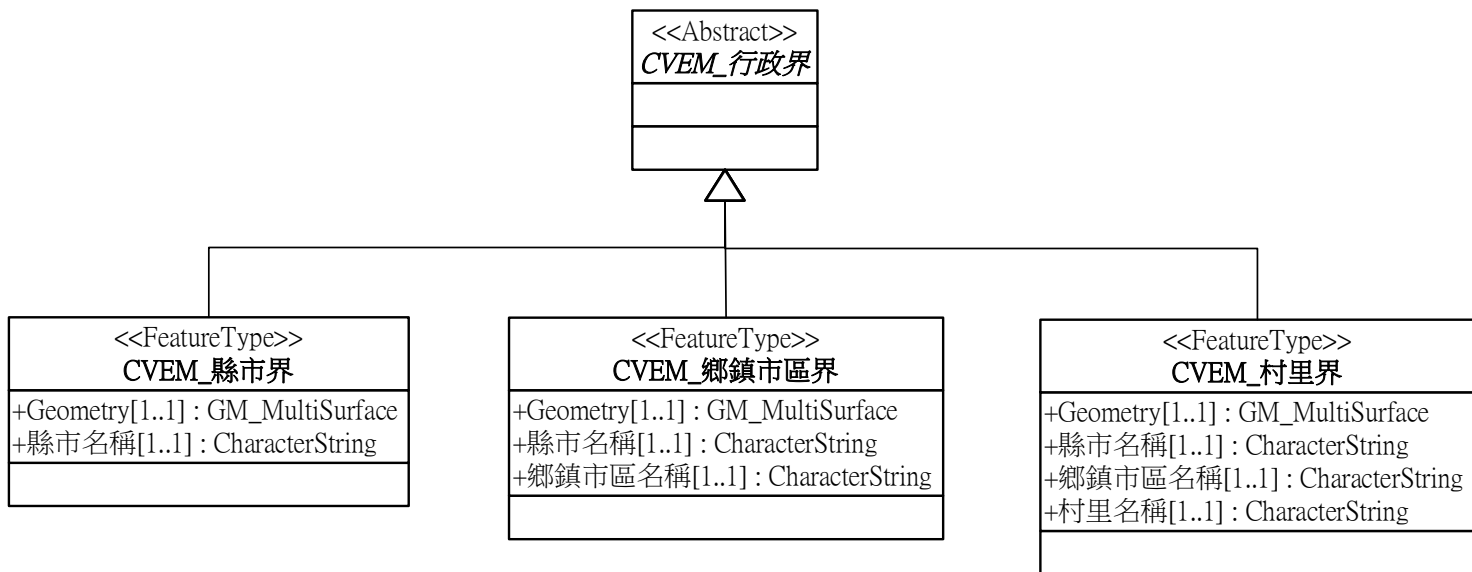 <<Abstract>>
CVEM_行政界
<<FeatureType>>
CVEM_縣市界
+Geometry[1..1] : GM_MultiSurface
+縣市名稱[1..1] : CharacterString
<<FeatureType>>
CVEM_鄉鎮市區界
+Geometry[1..1] : GM_MultiSurface
+縣市名稱[1..1] : CharacterString
+鄉鎮市區名稱[1..1] : CharacterString
<<FeatureType>>
CVEM_村里界
+Geometry[1..1] : GM_MultiSurface
+縣市名稱[1..1] : CharacterString
+鄉鎮市區名稱[1..1] : CharacterString
+村里名稱[1..1] : CharacterString